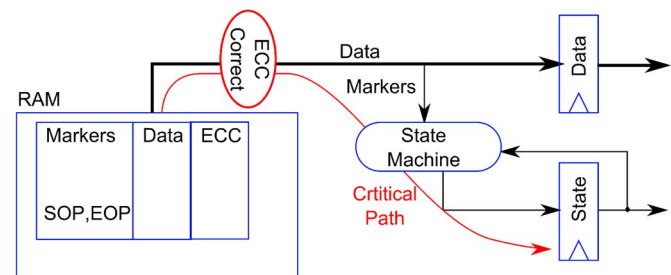 ECC
Correct
Data
Data
Markers
RAM
Markers Data ECC
State
Machine
SOP,EOP
Crtitical
Path
State